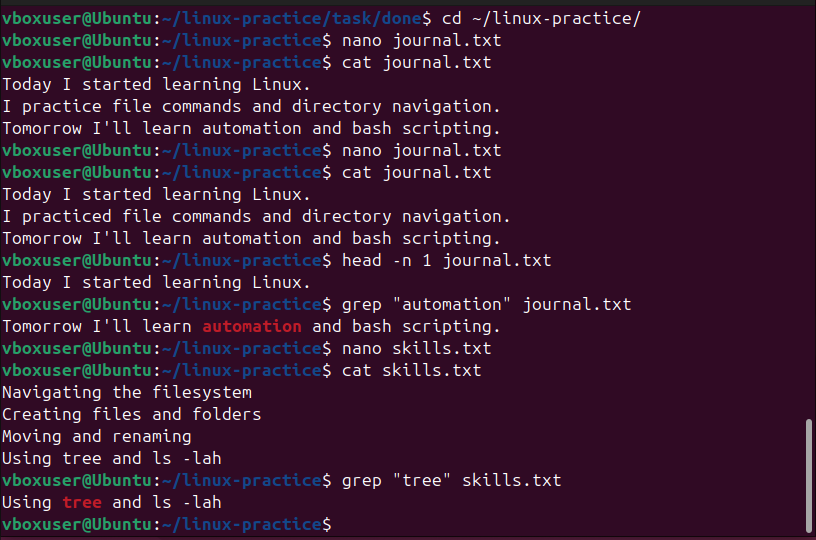 vboxuser@Ubuntu:~/linux-practice/task/done$ cd ~/linux-practice/
vboxuser@Ubuntu:~/linux-practice$ nano journal.txt
vboxuser@Ubuntu:~/linux-practice$ cat journal.txt
Today I started learning Linux.
I practice file commands and directory navigation.
Tomorrow I'll learn automation and bash scripting.
vboxuser@Ubuntu:~/linux-practice$ nano journal.txt
vboxuser@Ubuntu:~/linux-practice$ cat journal.txt
Today I started learning Linux.
I practiced file commands and directory navigation.
Tomorrow I'll learn automation and bash scripting.
vboxuser@Ubuntu:~/linux-practice$ head -n 1 journal.txt
Today I started learning Linux.
vboxuser@Ubuntu:~/linux-practice$ grep "automation" journal.txt
Tomorrow I'll learn automation and bash scripting.
vboxuser@Ubuntu:~/linux-practice$ nano skills.txt
vboxuser@Ubuntu:~/linux-practice$ cat skills.txt
Navigating the filesystem
Creating files and folders
Moving and renaming
Using tree and ls -lah
vboxuser@Ubuntu:~/linux-practice$ grep "tree" skills.txt
Using tree and ls -lah
vboxuser@Ubuntu:~/linux-practice$